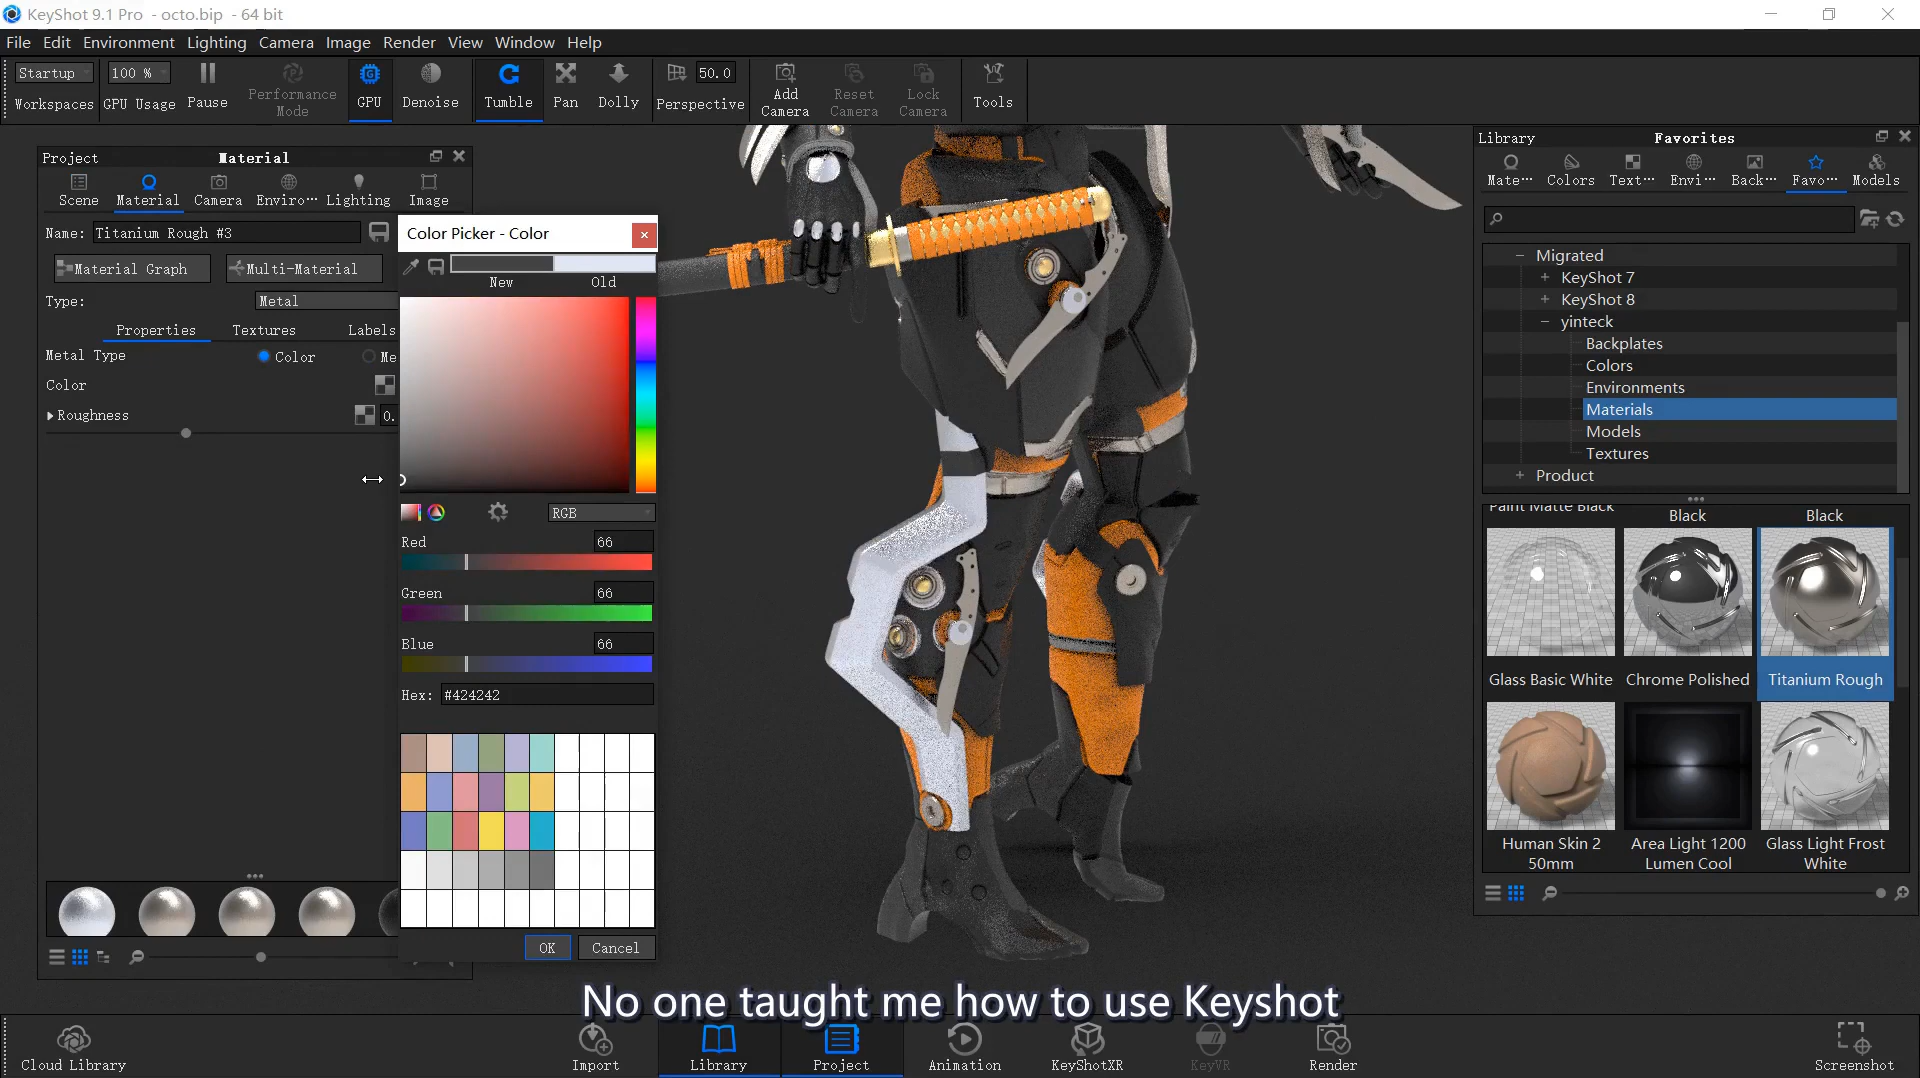 KeyShot 9.1 Pro - octo.bip - 64 bit
File Edit Environment Lighting Camera Image Render View Window Help
Startup 100 % 50.0
Workspaces GPU Usage Pause Performance Mode GPU Denoise Tumble Pan Dolly Perspective Add Camera Reset Camera Lock Camera Tools
Project Material
Scene Material Camera Enviro··· Lighting Image
Name: Titanium Rough #3
Material Graph Multi-Material
Type: Metal
Properties Textures Labels
Metal Type Color Me
Color
Roughness 0.
Color Picker - Color
New Old
RGB
Red 66
Green 66
Blue 66
Hex: #424242
OK Cancel
Library Favorites
Mate··· Colors Text··· Envi··· Back··· Favo··· Models
Migrated
KeyShot 7
KeyShot 8
yinteck
Backplates
Colors
Environments
Materials
Models
Textures
Product
Paint Matte Black Black Black
Glass Basic White Chrome Polished Titanium Rough
Human Skin 2 50mm
Area Light 1200 Lumen Cool
Glass Light Frost White
No one taught me how to use Keyshot
Cloud Library Import Library Project Animation KeyShotXR KeyVR Render Screenshot